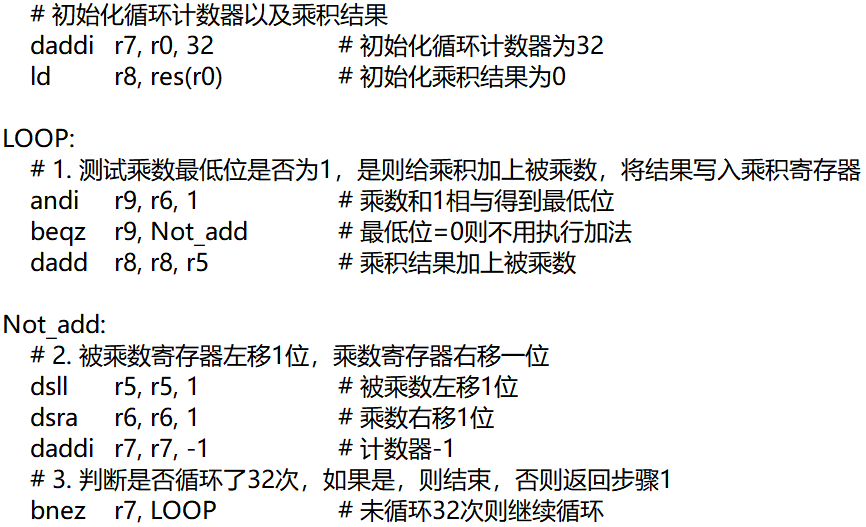 # 初始化循环计数器以及乘积结果
daddi r7, r0, 32 # 初始化循环计数器为32
ld r8, res(r0) # 初始化乘积结果为0
LOOP:
# 1. 测试乘数最低位是否为1，是则给乘积加上被乘数，将结果写入乘积寄存器
andi r9, r6, 1 # 乘数和1相与得到最低位
beqz r9, Not_add # 最低位=0则不用执行加法
dadd r8, r8, r5 # 乘积结果加上被乘数
Not_add:
# 2. 被乘数寄存器左移1位，乘数寄存器右移一位
dsll r5, r5, 1 # 被乘数左移1位
dsra r6, r6, 1 # 乘数右移1位
daddi r7, r7, -1 # 计数器-1
# 3. 判断是否循环了32次，如果是，则结束，否则返回步骤1
bnez r7, LOOP # 未循环32次则继续循环